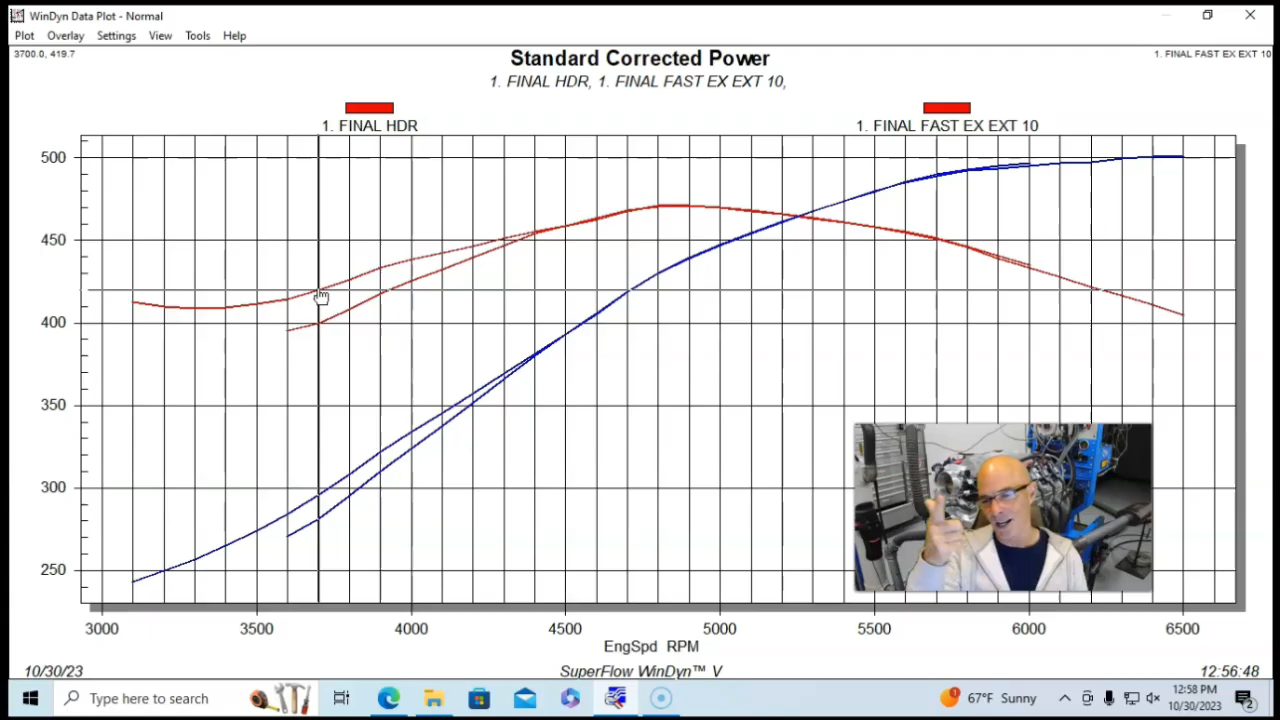 WinDyn Data Plot - Normal
Plot Overlay Settings View Tools Help
3700.0, 419.7
1. FINAL FAST EX EXT 10
Standard Corrected Power
1. FINAL HDR, 1. FINAL FAST EX EXT 10,
1. FINAL HDR
1. FINAL FAST EX EXT 10
500
450
400
350
300
250
3000 3500 4000 4500 5000 5500 6000 6500
EngSpd RPM
10/30/23 SuperFlow WinDyn™ V 12:56:48
Type here to search
1
67°F Sunny
12:58 PM
10/30/2023
2